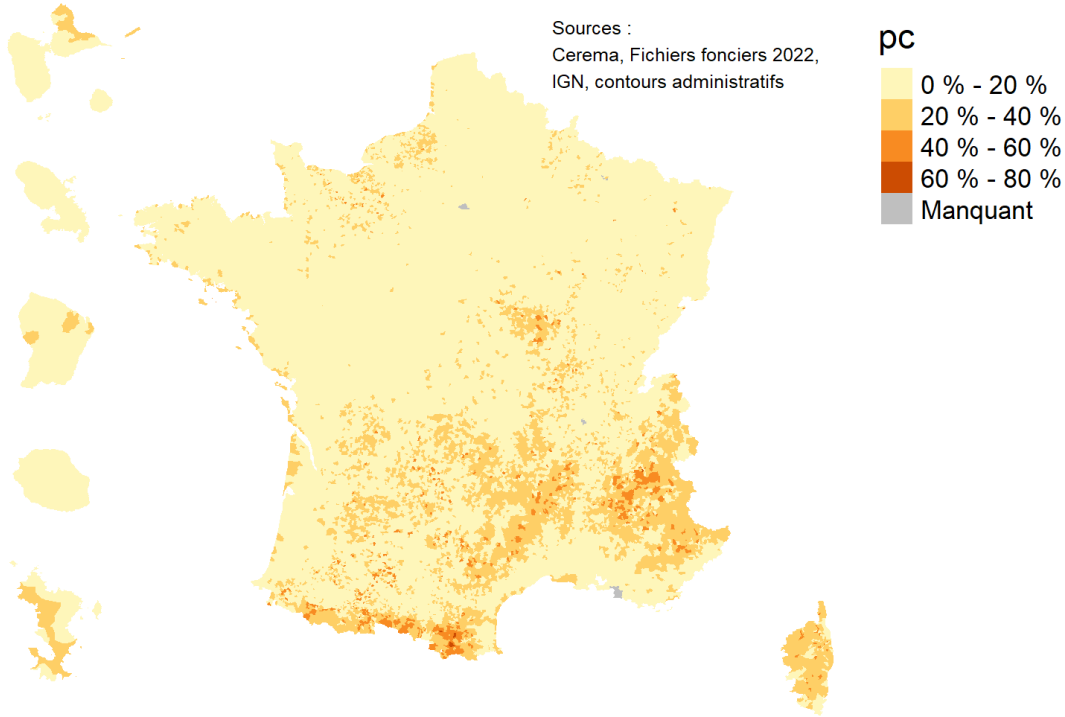 Sources :
Cerema, Fichiers fonciers 2022,
IGN, contours administratifs
pc
0 % - 20 %
20 % - 40 %
40 % - 60 %
60 % - 80 %
Manquant